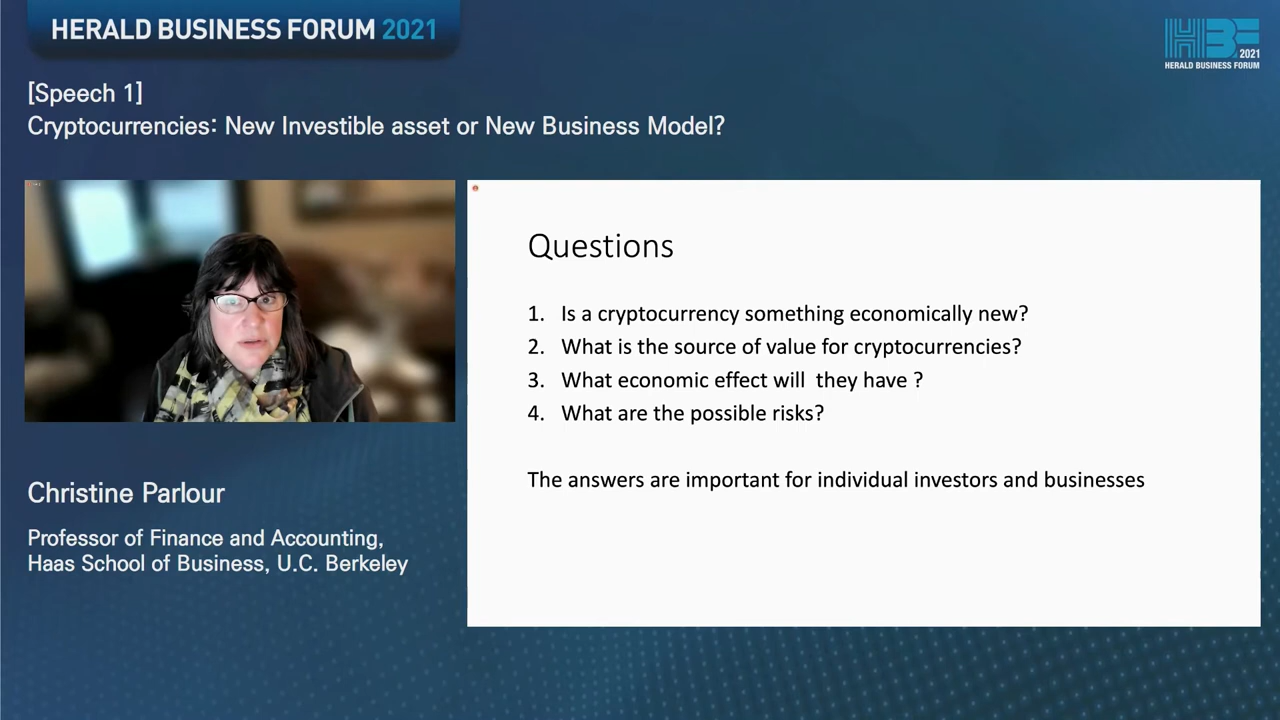 HERALD BUSINESS FORUM 2021
2021
HERALD BUSINESS FORUM
[Speech 1]
Cryptocurrencies: New Investible asset or New Business Model?
Questions
1. Is a cryptocurrency something economically new?
2. What is the source of value for cryptocurrencies?
3. What economic effect will  they have ?
4. What are the possible risks?
The answers are important for individual investors and businesses
Christine Parlour
Professor of Finance and Accounting,
Haas School of Business, U.C. Berkeley